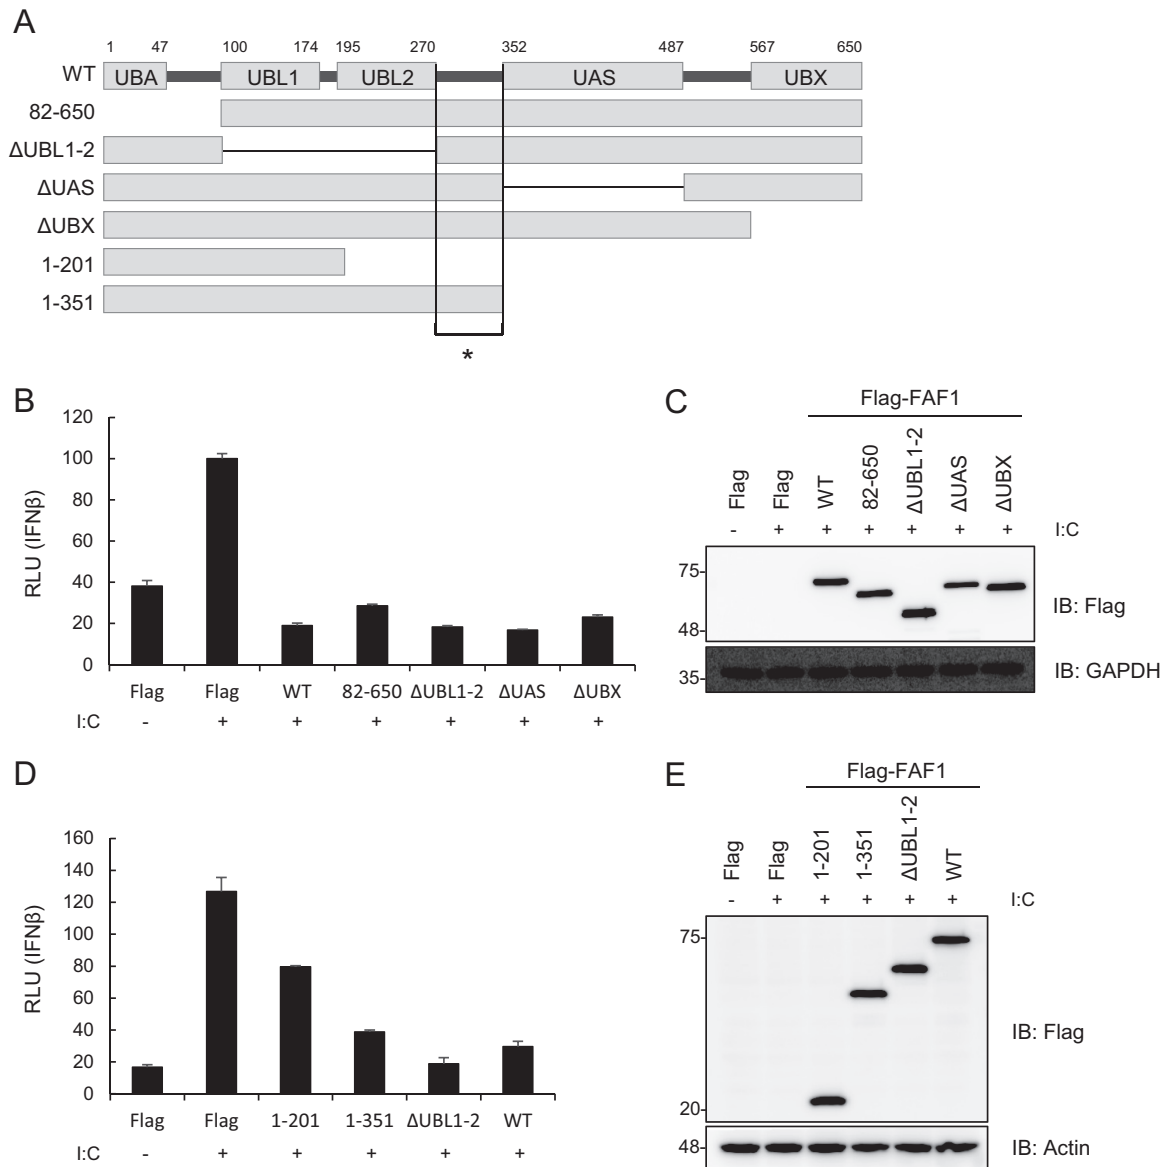 A
1 47 100 174 195 270 352 487 567 650
WT UBA UBL1 UBL2 UAS UBX
82-650
ΔUBL1-2
ΔUAS
ΔUBX
1-201
1-351
*
B
120
100
80
60
40
20
0
RLU (IFNβ)
Flag Flag WT 82-650 ΔUBL1-2 ΔUAS ΔUBX
I:C - + + + + + +
C
Flag-FAF1
Flag Flag WT 82-650 ΔUBL1-2 ΔUAS ΔUBX
- + + + + + + I:C
75-
48-
IB: Flag
35-
IB: GAPDH
D
160
140
120
100
80
60
40
20
0
RLU (IFNβ)
Flag Flag 1-201 1-351 ΔUBL1-2 WT
I:C - + + + + +
E
Flag-FAF1
Flag Flag 1-201 1-351 ΔUBL1-2 WT
- + + + + + I:C
75-
IB: Flag
20-
48-
IB: Actin